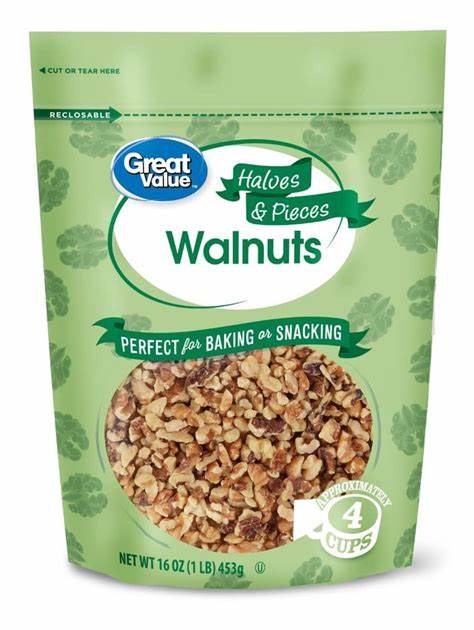 CUT OR TEAR HERE
RECLOSABLE
Great
Value™
Halves
& Pieces
Walnuts
PERFECT for BAKING or SNACKING
APPROXIMATELY
4
CUPS
NET WT 16 OZ (1 LB) 453g U